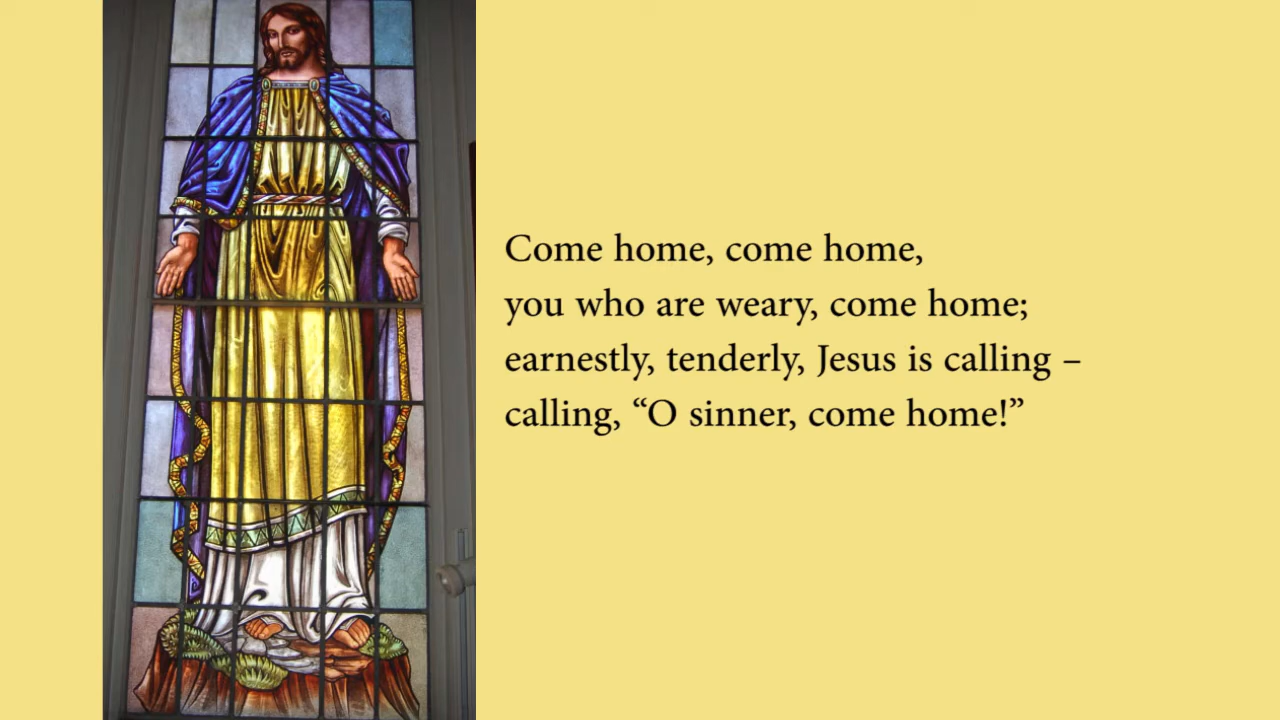 Come home, come home,
you who are weary, come home;
earnestly, tenderly, Jesus is calling –
calling, “O sinner, come home!”